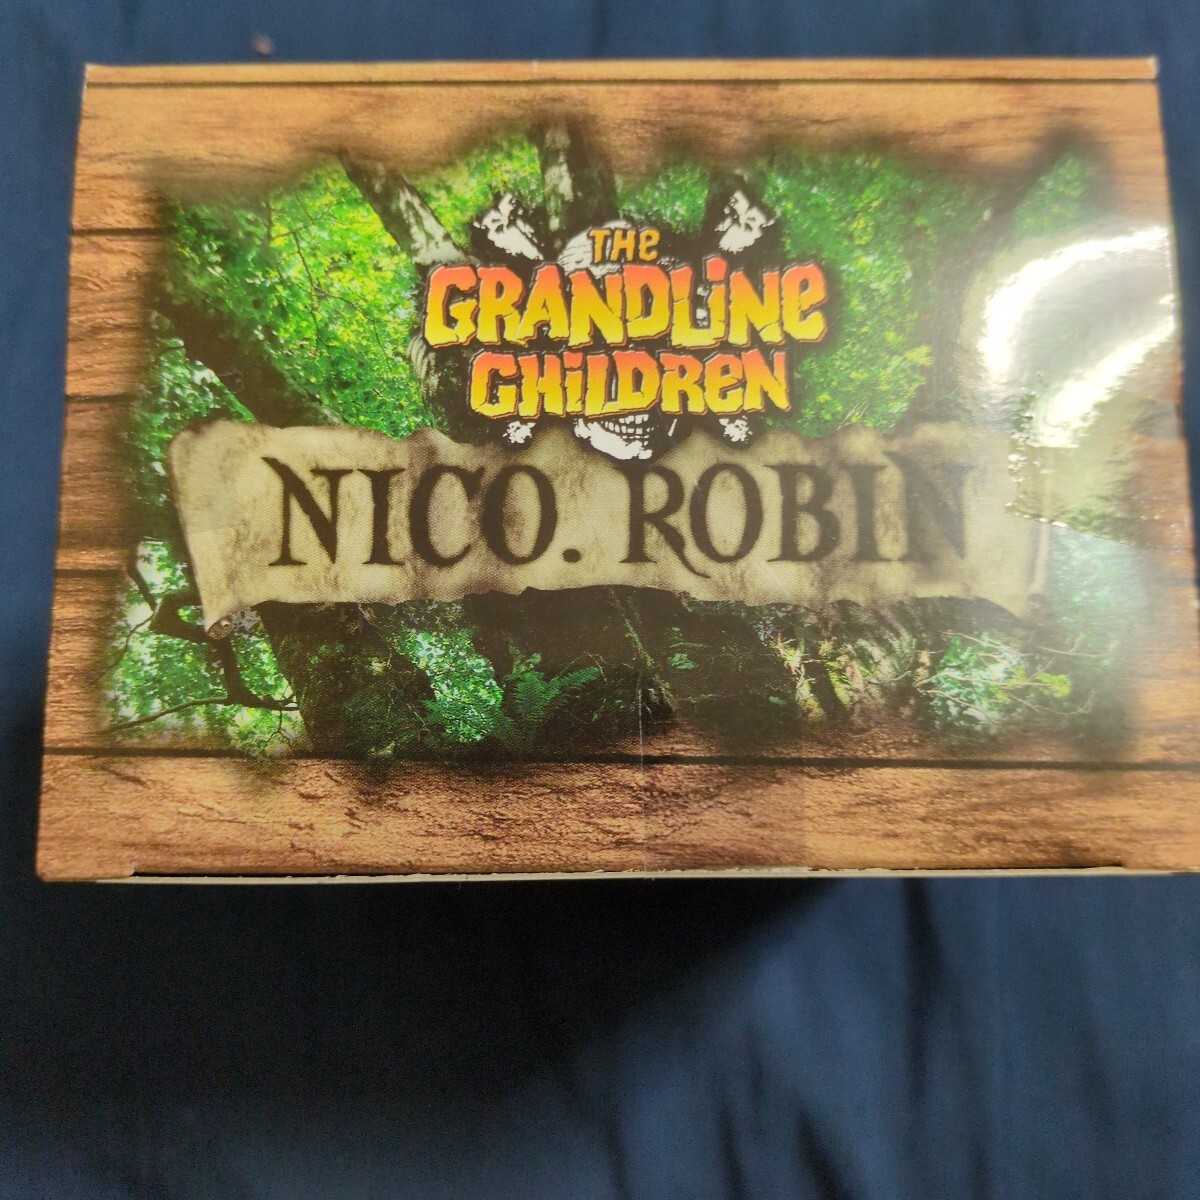 THe
GRANDLiNe
CHiLDReN
NICO. ROBIN